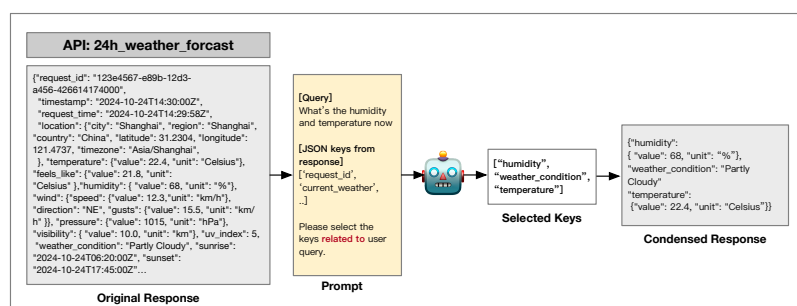 API: 24h_weather_forcast
{"request_id": "123e4567-e89b-12d3-
a456-426614174000",
"timestamp": "2024-10-24T14:30:00Z",
"request_time": "2024-10-24T14:29:58Z",
"location": {"city": "Shanghai", "region": "Shanghai",
"country": "China", "latitude": 31.2304, "longitude":
121.4737, "timezone": "Asia/Shanghai",
}, "temperature": {"value": 22.4, "unit": "Celsius"},
"feels_like": {"value": 21.8, "unit":
"Celsius" },"humidity": { "value": 68, "unit": "%"},
"wind": {"speed": {"value": 12.3,"unit": "km/h"},
"direction": "NE", "gusts": {"value": 15.5, "unit": "km/
h" }}, "pressure": {"value": 1015, "unit": "hPa"},
"visibility": { "value": 10.0, "unit": "km"}, "uv_index": 5,
"weather_condition": "Partly Cloudy", "sunrise":
"2024-10-24T06:20:00Z", "sunset":
"2024-10-24T17:45:00Z"...
Original Response
[Query]
What's the humidity
and temperature now
[JSON keys from
response]
['request_id',
'current_weather',
..]
Please select the
keys related to user
query.
Prompt
["humidity",
"weather_condition",
"temperature"]
Selected Keys
{"humidity":
{ "value": 68, "unit": "%"},
"weather_condition": "Partly
Cloudy"
"temperature":
{"value": 22.4, "unit": "Celsius"}}
Condensed Response